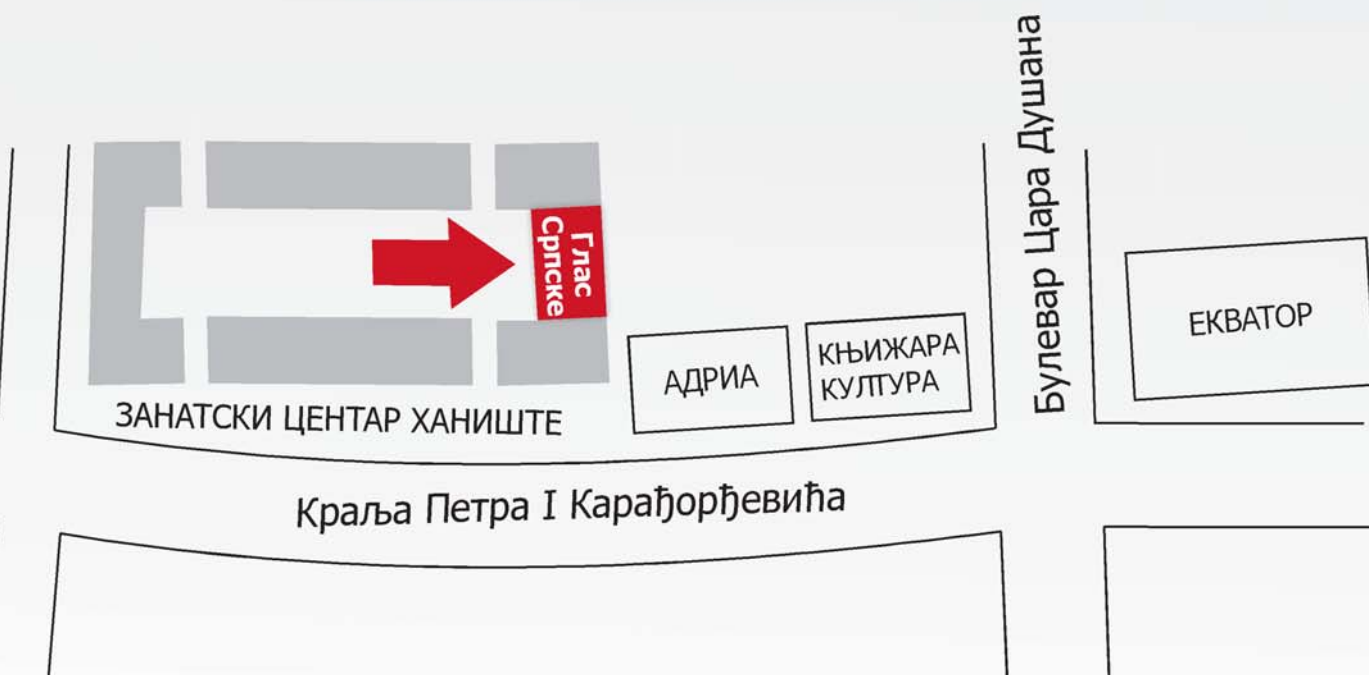 Булевар Цара Душана
Глас
Српске
ЕКВАТОР
КЊИЖАРА
КУЛТУРА
АДРИА
ЗАНАТСКИ ЦЕНТАР ХАНИШТЕ
Краља Петра I Карађорђевића